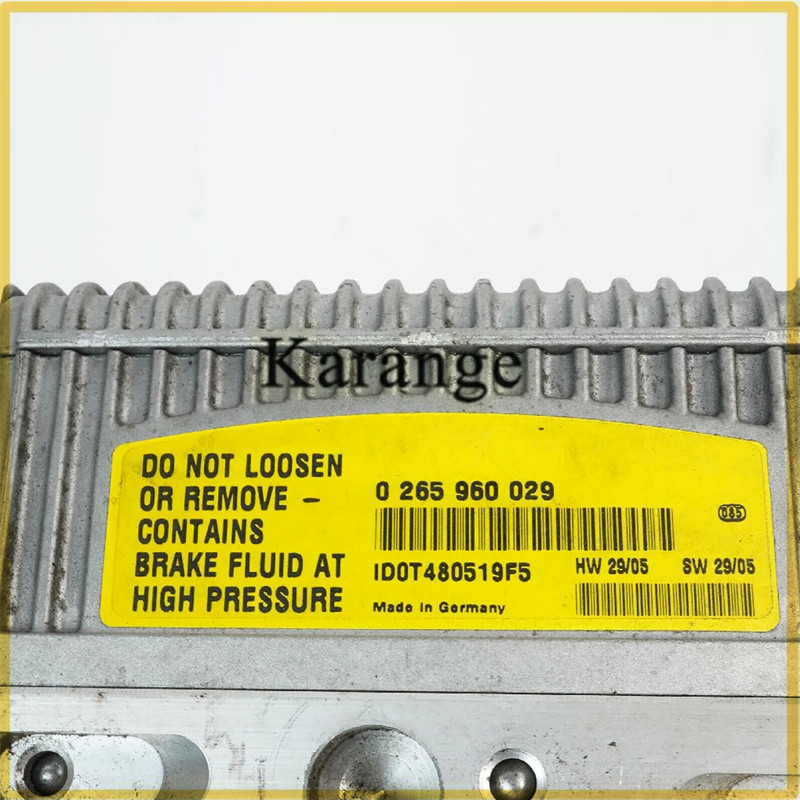 Karange
DO NOT LOOSEN
OR REMOVE –
CONTAINS
BRAKE FLUID AT
HIGH PRESSURE
0 265 960 029
085
ID0T480519F5
HW 29/05 SW 29/05
Made in Germany